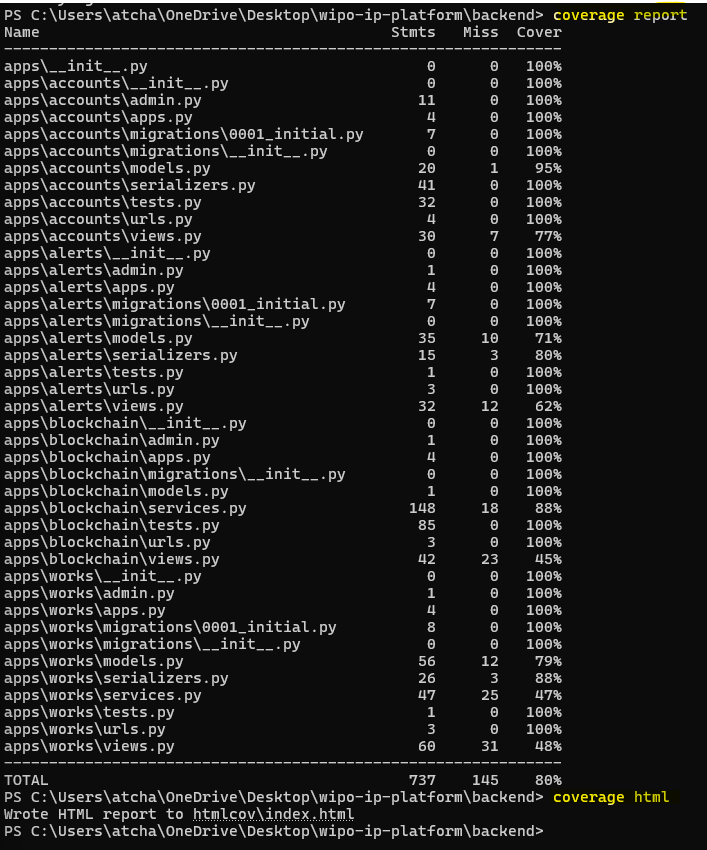 PS C:\Users\atcha\OneDrive\Desktop\wipo-ip-platform\backend> coverage report
Name                                       Stmts   Miss  Cover
--------------------------------------------------------------
apps\__init__.py                               0      0   100%
apps\accounts\__init__.py                      0      0   100%
apps\accounts\admin.py                        11      0   100%
apps\accounts\apps.py                          4      0   100%
apps\accounts\migrations\0001_initial.py       7      0   100%
apps\accounts\migrations\__init__.py           0      0   100%
apps\accounts\models.py                       20      1    95%
apps\accounts\serializers.py                  41      0   100%
apps\accounts\tests.py                        32      0   100%
apps\accounts\urls.py                          4      0   100%
apps\accounts\views.py                        30      7    77%
apps\alerts\__init__.py                        0      0   100%
apps\alerts\admin.py                           1      0   100%
apps\alerts\apps.py                            4      0   100%
apps\alerts\migrations\0001_initial.py         7      0   100%
apps\alerts\migrations\__init__.py             0      0   100%
apps\alerts\models.py                         35     10    71%
apps\alerts\serializers.py                    15      3    80%
apps\alerts\tests.py                           1      0   100%
apps\alerts\urls.py                            3      0   100%
apps\alerts\views.py                          32     12    62%
apps\blockchain\__init__.py                    0      0   100%
apps\blockchain\admin.py                       1      0   100%
apps\blockchain\apps.py                        4      0   100%
apps\blockchain\migrations\__init__.py         0      0   100%
apps\blockchain\models.py                      1      0   100%
apps\blockchain\services.py                  148     18    88%
apps\blockchain\tests.py                      85      0   100%
apps\blockchain\urls.py                        3      0   100%
apps\blockchain\views.py                      42     23    45%
apps\works\__init__.py                         0      0   100%
apps\works\admin.py                            1      0   100%
apps\works\apps.py                             4      0   100%
apps\works\migrations\0001_initial.py          8      0   100%
apps\works\migrations\__init__.py              0      0   100%
apps\works\models.py                          56     12    79%
apps\works\serializers.py                     26      3    88%
apps\works\services.py                        47     25    47%
apps\works\tests.py                            1      0   100%
apps\works\urls.py                             3      0   100%
apps\works\views.py                           60     31    48%
--------------------------------------------------------------
TOTAL                                        737    145    80%
PS C:\Users\atcha\OneDrive\Desktop\wipo-ip-platform\backend> coverage html
Wrote HTML report to htmlcov\index.html
PS C:\Users\atcha\OneDrive\Desktop\wipo-ip-platform\backend>